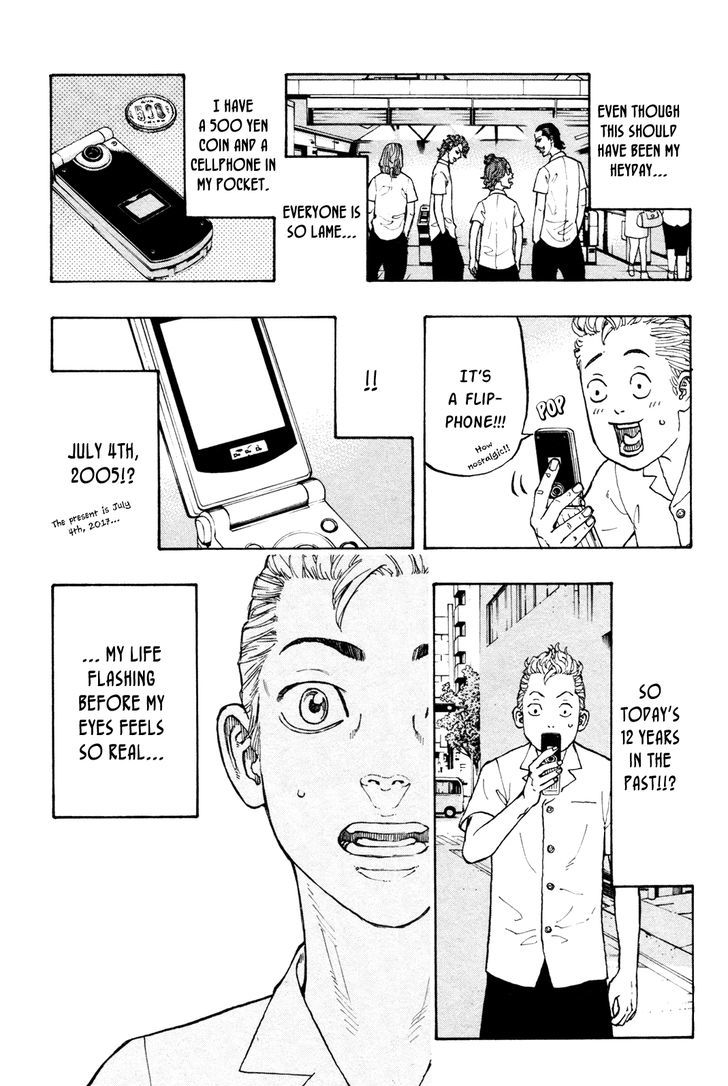 EVEN THOUGH
THIS SHOULD
HAVE BEEN MY
HEYDAY...
EVERYONE IS
SO LAME...
I HAVE
A 500 YEN
COIN AND A
CELLPHONE IN
MY POCKET.
500
IT'S
A FLIP-
PHONE!!!
How
nostalgic!!
POP
!!
JULY 4TH,
2005!?
The present is July
4th, 2017...
SO
TODAY'S
12 YEARS
IN THE
PAST!!?
... MY LIFE
FLASHING
BEFORE MY
EYES FEELS
SO REAL...